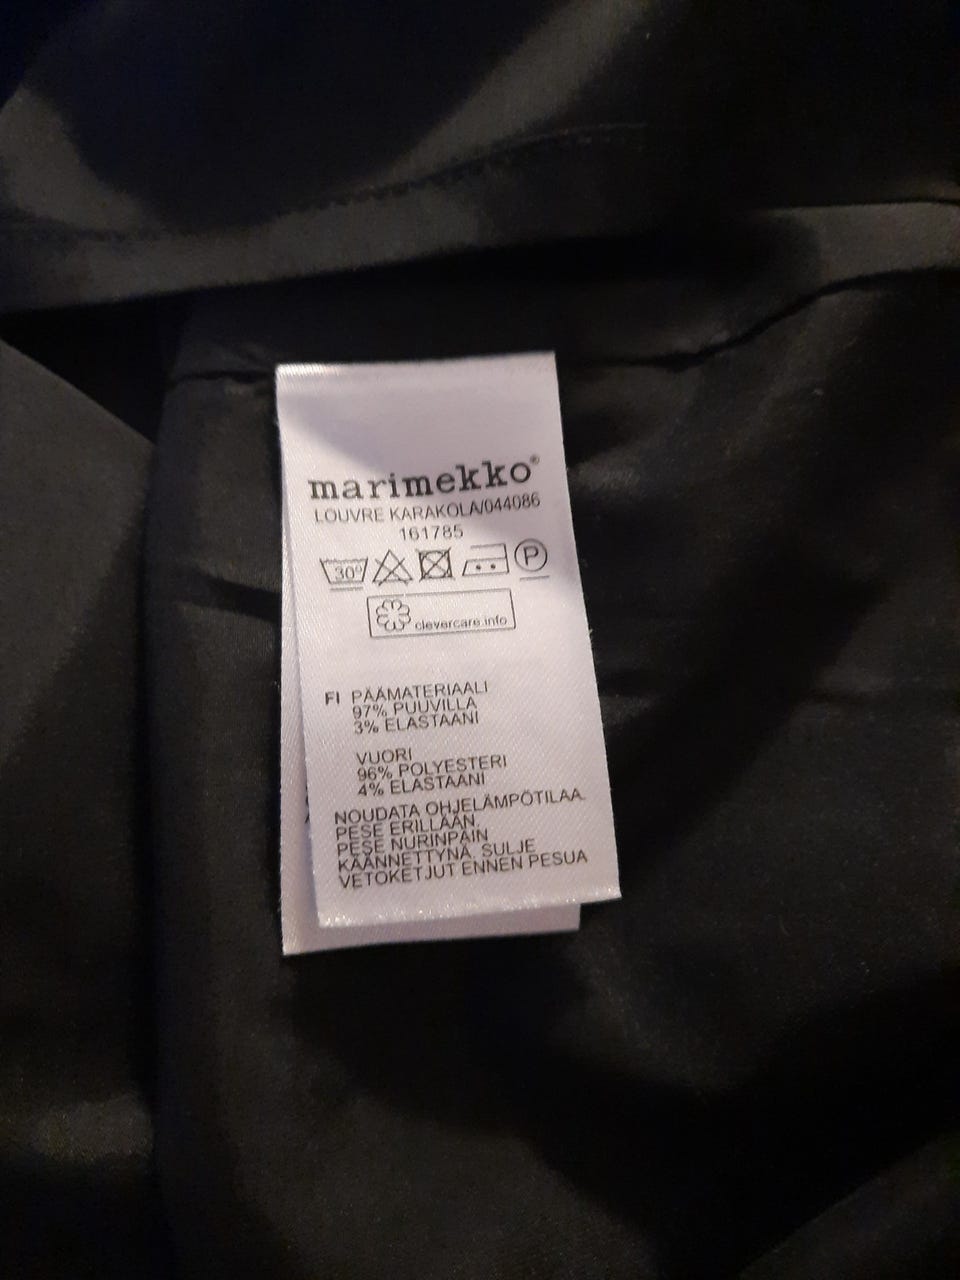 marimekko®
LOUVRE KARAKOLA/044086
161785
30°
P
clevercare.info
FI PÄÄMATERIAALI
97% PUUVILLA
3% ELASTAANI
VUORI
96% POLYESTERI
4% ELASTAANI
NOUDATA OHJELÄMPÖTILAA.
PESE ERILLÄÄN.
PESE NURINPÄIN
KÄÄNNETTYNÄ. SULJE
VETOKETJUT ENNEN PESUA